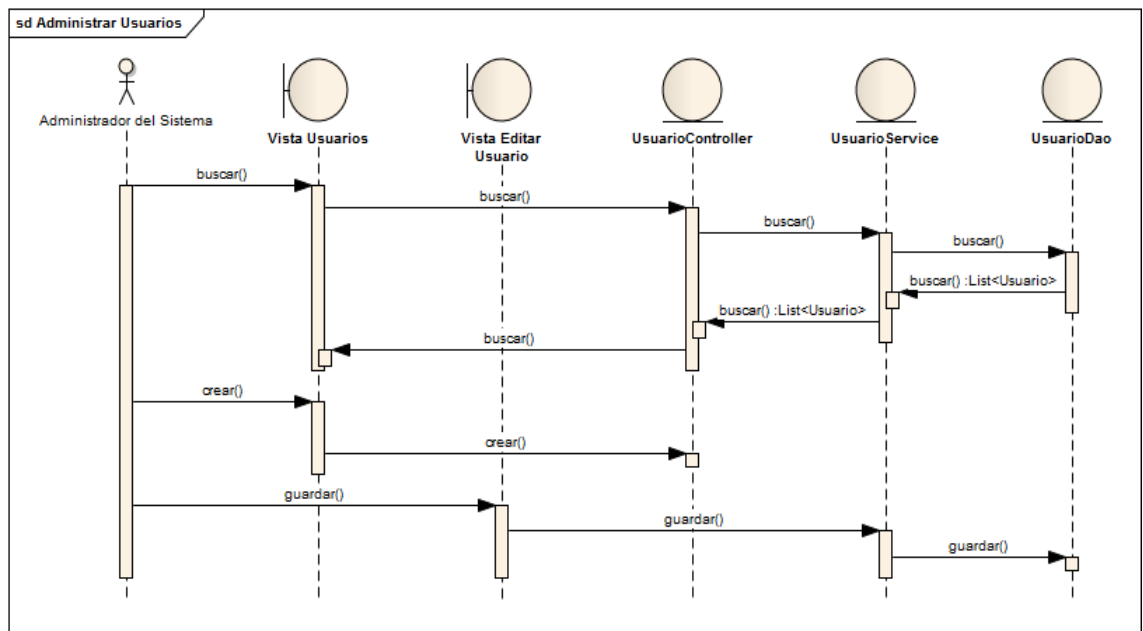 sd Administrar Usuarios
Administrador del Sistema
Vista Usuarios
Vista Editar
Usuario
UsuarioController
UsuarioService
UsuarioDao
buscar()
buscar()
buscar()
buscar()
buscar() :List<Usuario>
buscar() :List<Usuario>
buscar()
crear()
crear()
guardar()
guardar()
guardar()